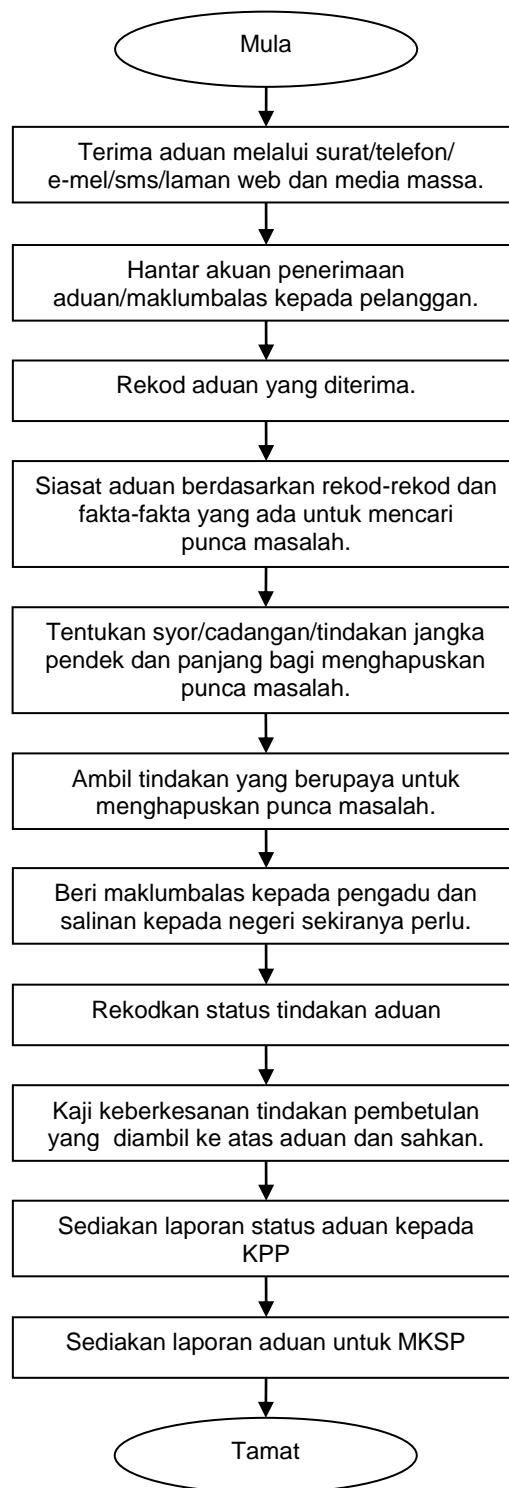 Mula
Terima aduan melalui surat/telefon/
e-mel/sms/laman web dan media massa.
Hantar akuan penerimaan
aduan/maklumbalas kepada pelanggan.
Rekod aduan yang diterima.
Siasat aduan berdasarkan rekod-rekod dan
fakta-fakta yang ada untuk mencari
punca masalah.
Tentukan syor/cadangan/tindakan jangka
pendek dan panjang bagi menghapuskan
punca masalah.
Ambil tindakan yang berupaya untuk
menghapuskan punca masalah.
Beri maklumbalas kepada pengadu dan
salinan kepada negeri sekiranya perlu.
Rekodkan status tindakan aduan
Kaji keberkesanan tindakan pembetulan
yang diambil ke atas aduan dan sahkan.
Sediakan laporan status aduan kepada
KPP
Sediakan laporan aduan untuk MKSP
Tamat